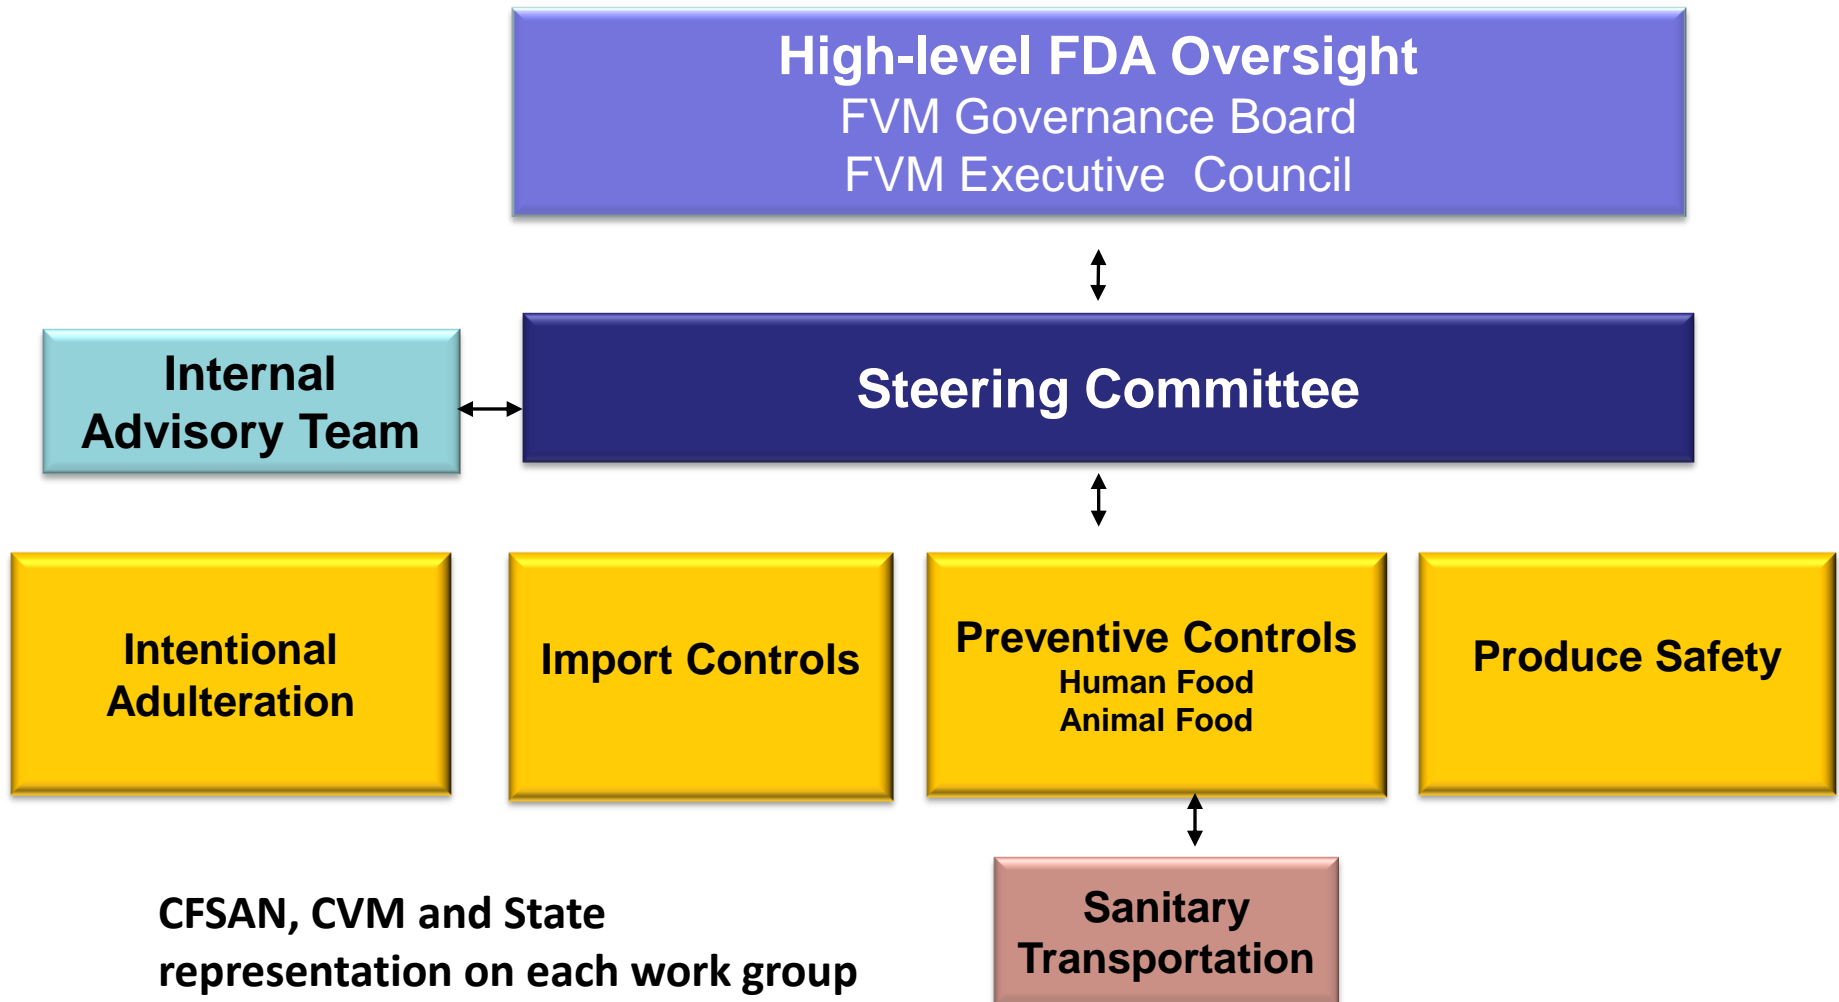 High-level FDA Oversight
FVM Governance Board
FVM Executive  Council
Internal
Advisory Team
Steering Committee
Intentional
Adulteration
Import Controls
Preventive Controls
Human Food
Animal Food
Produce Safety
Sanitary
Transportation
CFSAN, CVM and State
representation on each work group